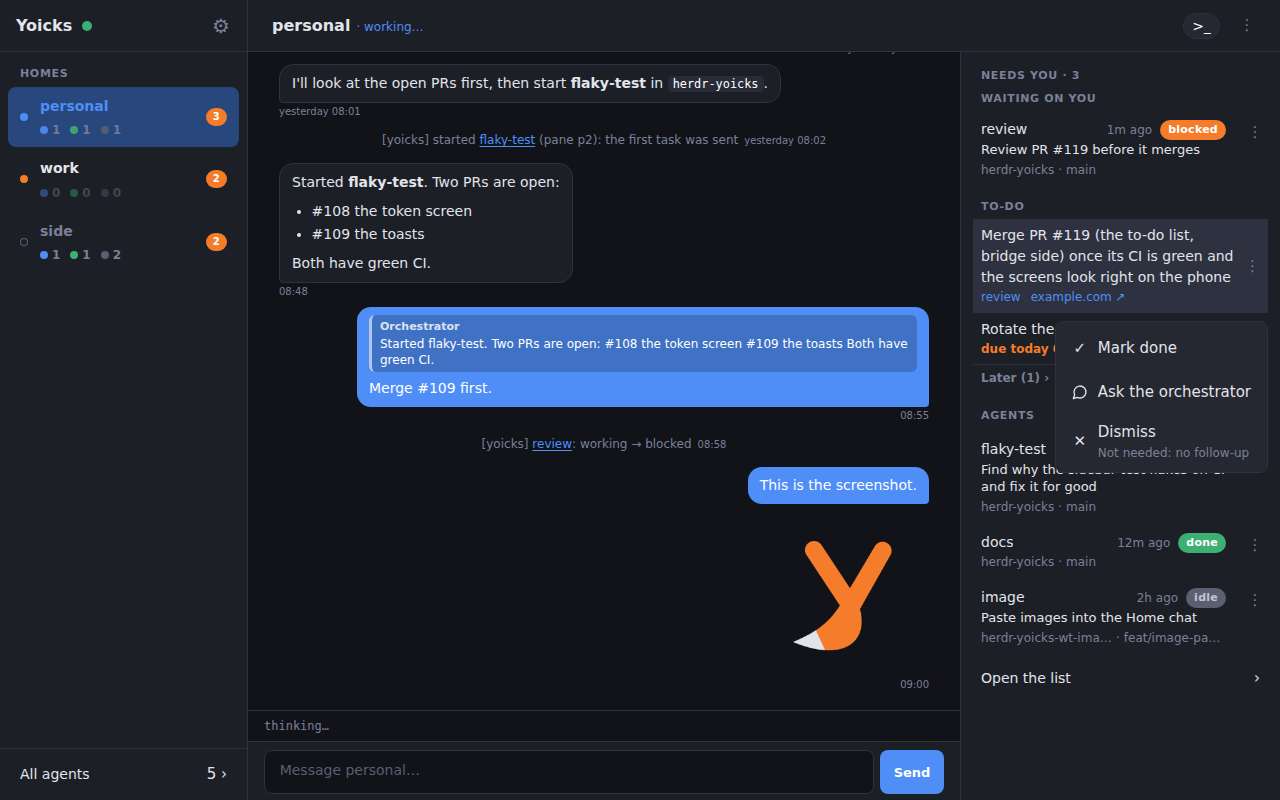 Yoicks
HOMES
personal
1 1 1
3
work
0 0 0
2
side
1 1 2
2
All agents
5 ›
personal · working…
>_
I'll look at the open PRs first, then start flaky-test in herdr-yoicks.
yesterday 08:01
[yoicks] started flaky-test (pane p2): the first task was sent yesterday 08:02
Started flaky-test. Two PRs are open:
• #108 the token screen
• #109 the toasts
Both have green CI.
08:48
Orchestrator
Started flaky-test. Two PRs are open: #108 the token screen #109 the toasts Both have
green CI.
Merge #109 first.
08:55
[yoicks] review: working → blocked 08:58
This is the screenshot.
09:00
thinking…
Message personal…
Send
NEEDS YOU · 3
WAITING ON YOU
review 1m ago blocked
Review PR #119 before it merges
herdr-yoicks · main
TO-DO
Merge PR #119 (the to-do list,
bridge side) once its CI is green and
the screens look right on the phone
review example.com ↗
Rotate the
due today
Later (1) ›
✓ Mark done
Ask the orchestrator
✕ Dismiss
Not needed: no follow-up
AGENTS
flaky-test
Find why the
and fix it for good
herdr-yoicks · main
docs 12m ago done
herdr-yoicks · main
image 2h ago idle
Paste images into the Home chat
herdr-yoicks-wt-ima… · feat/image-pa…
Open the list ›